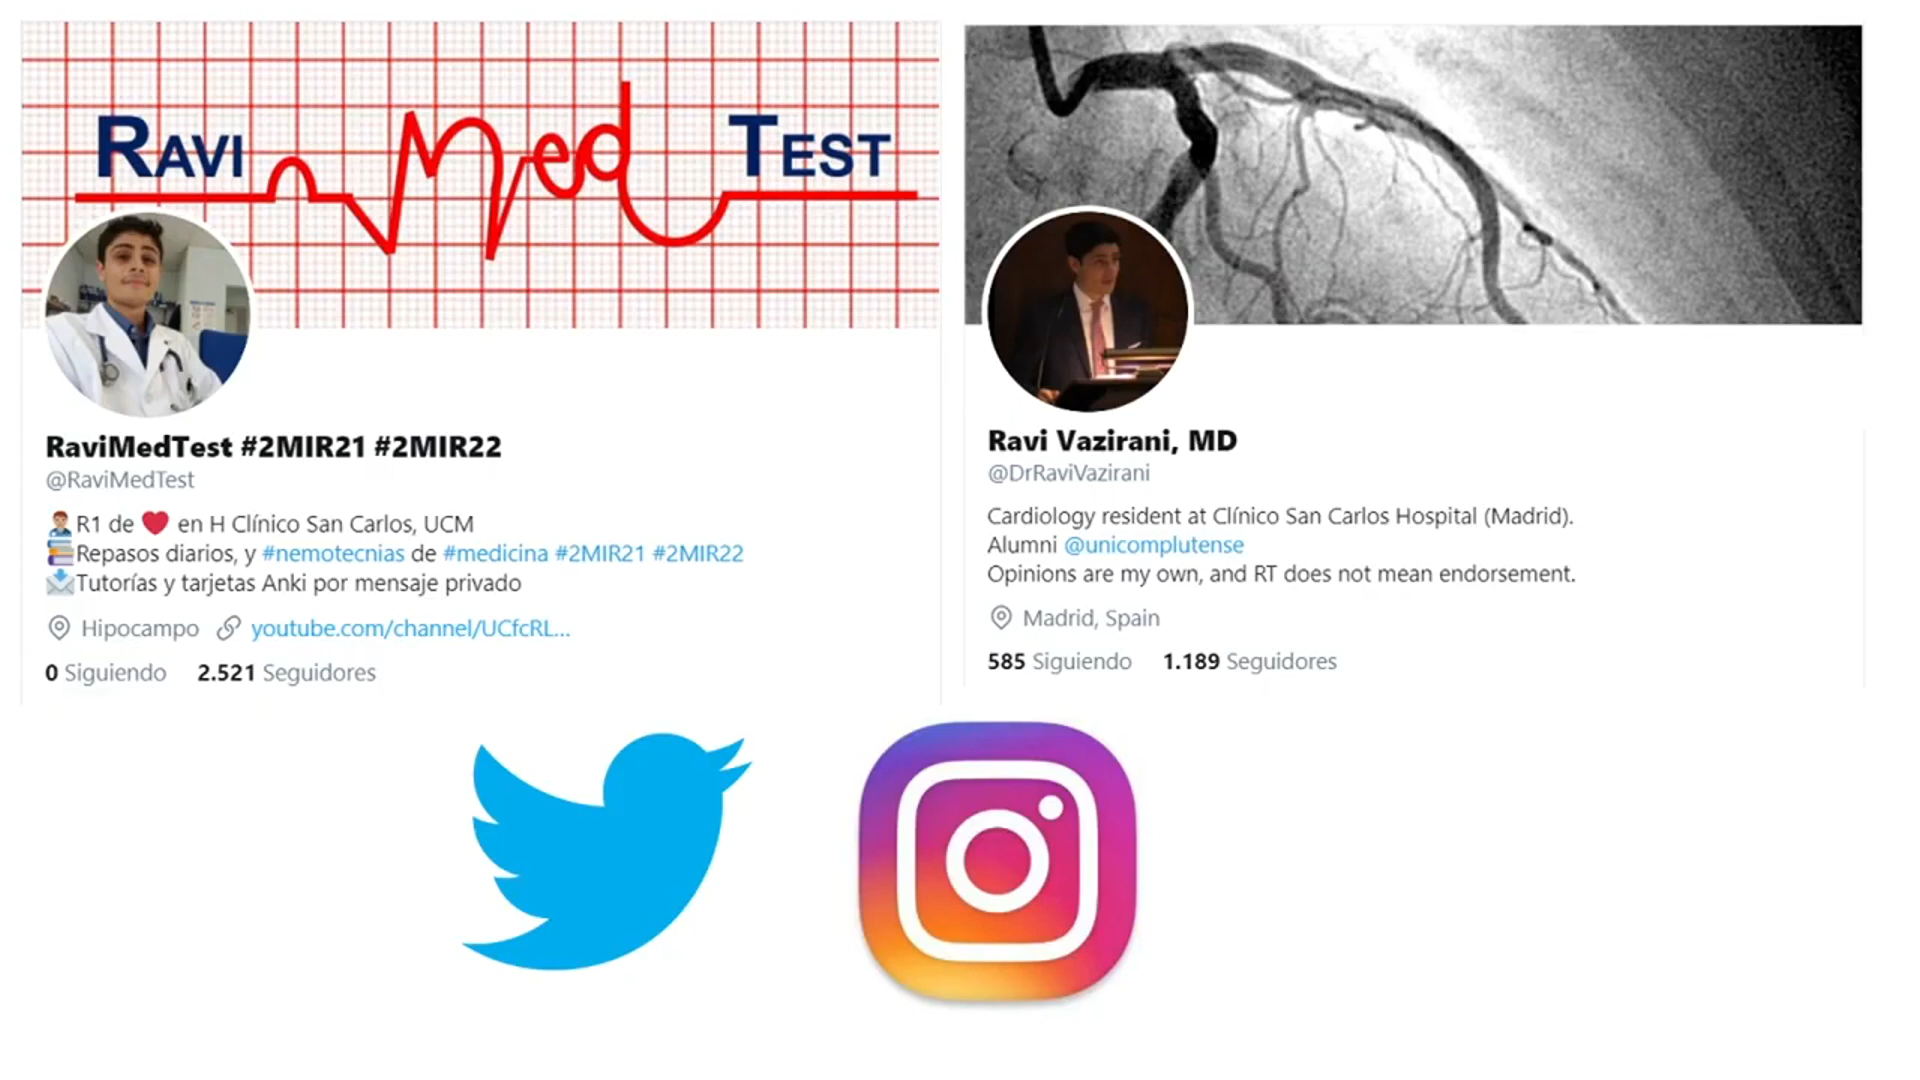 RAVI Med TEST
RaviMedTest #2MIR21 #2MIR22
@RaviMedTest
R1 de ❤️ en H Clínico San Carlos, UCM
Repasos diarios, y #nemotecnias de #medicina #2MIR21 #2MIR22
Tutorías y tarjetas Anki por mensaje privado
Hipocampo youtube.com/channel/UCfcRL...
0 Siguiendo 2.521 Seguidores
Ravi Vazirani, MD
@DrRaviVazirani
Cardiology resident at Clínico San Carlos Hospital (Madrid).
Alumni @unicomplutense
Opinions are my own, and RT does not mean endorsement.
Madrid, Spain
585 Siguiendo 1.189 Seguidores